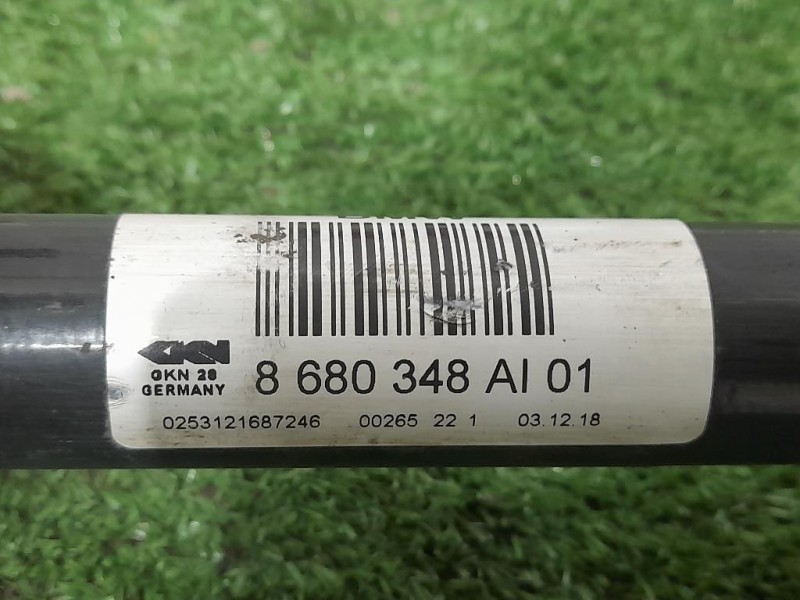 GKN
GKN 28
GERMANY
8 680 348 AI 01
0253121687246 00265 22 1 03.12.18